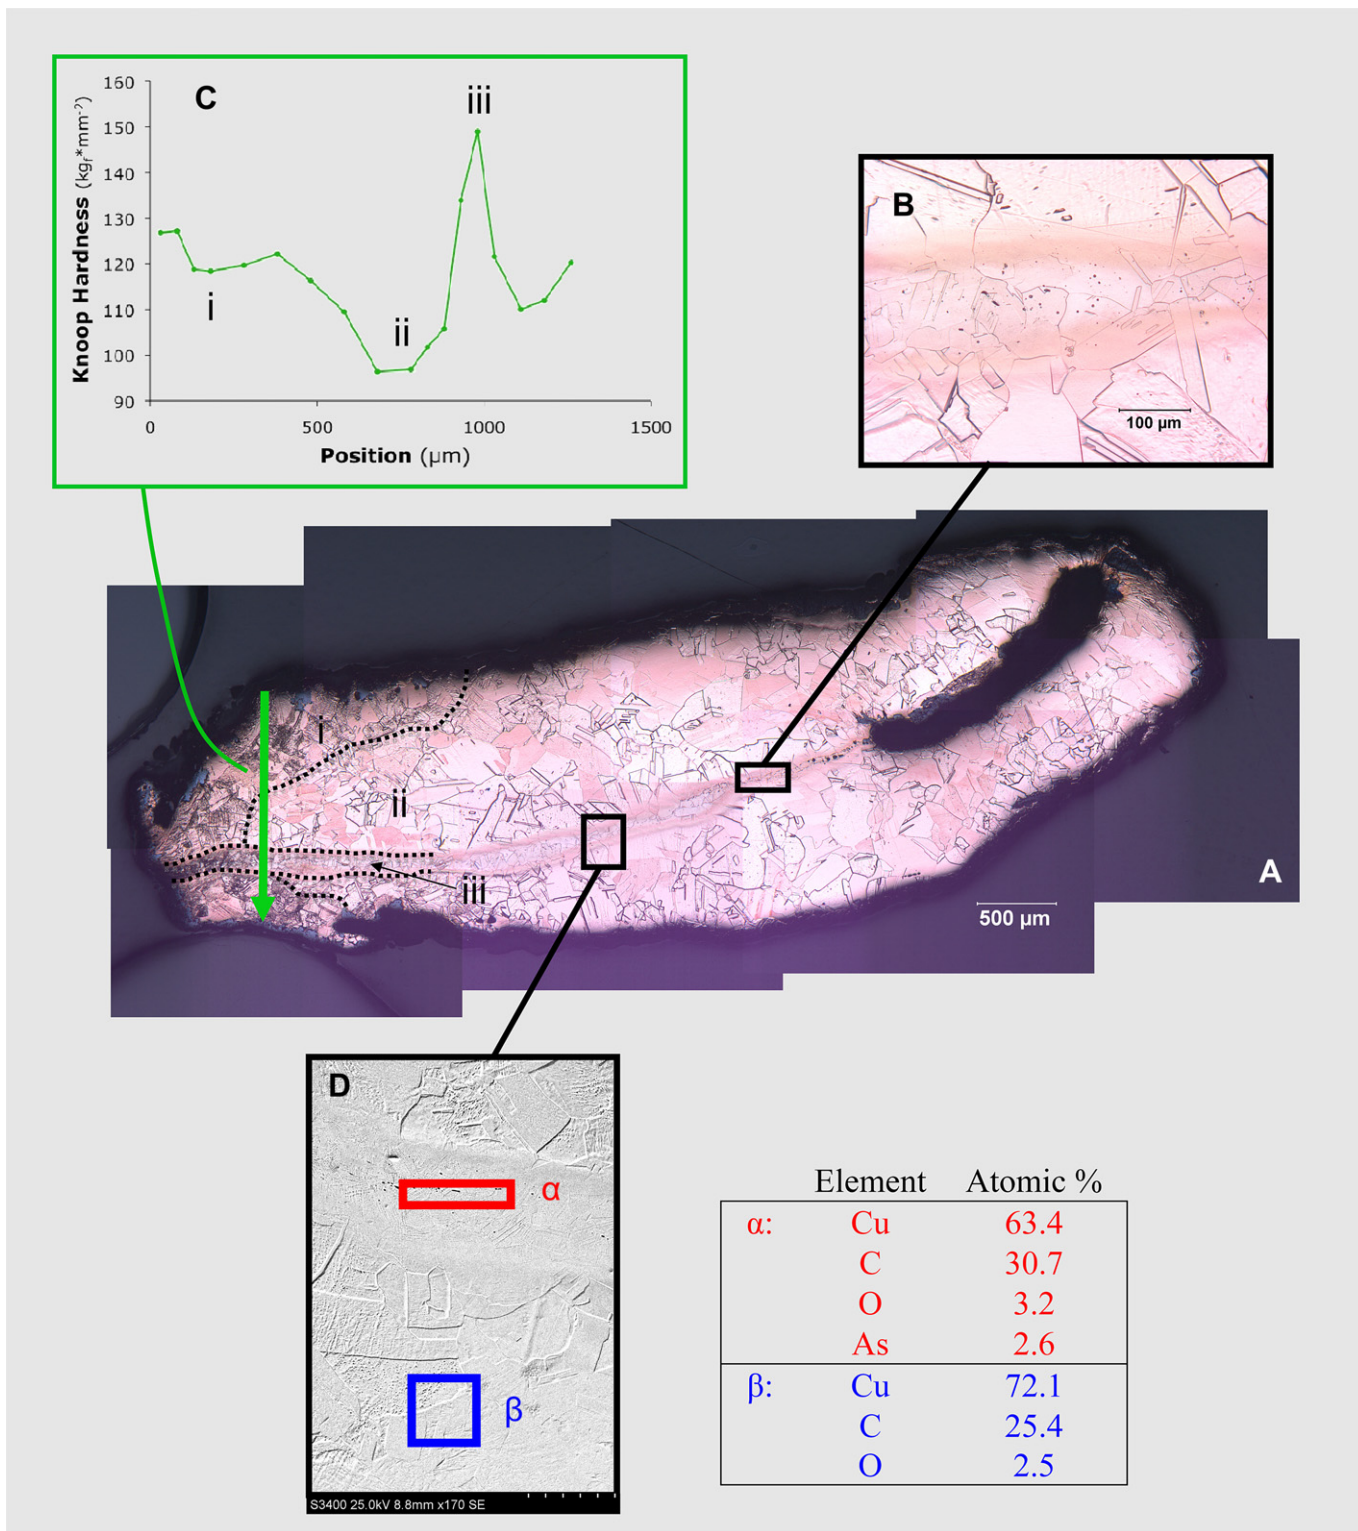 C
iii
160
150
140
130
120
110
100
90
i
ii
0
500
1000
1500
Knoop Hardness (kgf*mm⁻²)
Position (µm)
B
100 µm
i
ii
iii
A
500 µm
D
α
β
S3400 25.0kV 8.8mm x170 SE
Element Atomic %
α: Cu 63.4
C 30.7
O 3.2
As 2.6
β: Cu 72.1
C 25.4
O 2.5